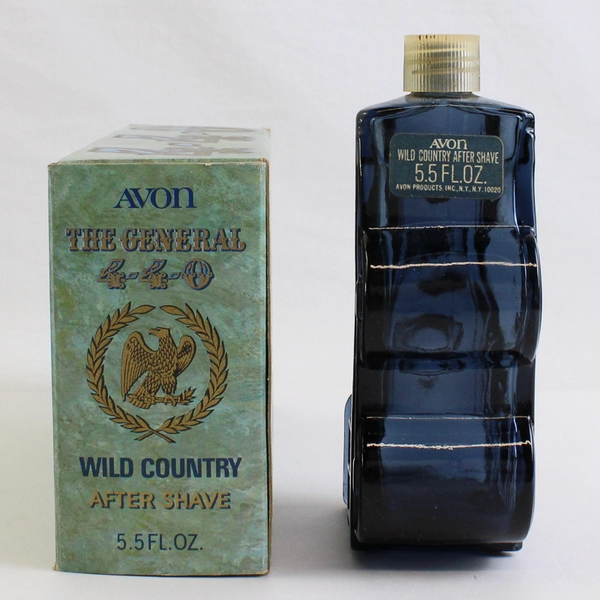 AVON
THE GENERAL
4-4-0
WILD COUNTRY
AFTER SHAVE
5.5 FL.OZ.
AVON
WILD COUNTRY AFTER SHAVE
5.5 FL.OZ.
AVON PRODUCTS, INC., N.Y., N.Y. 10020